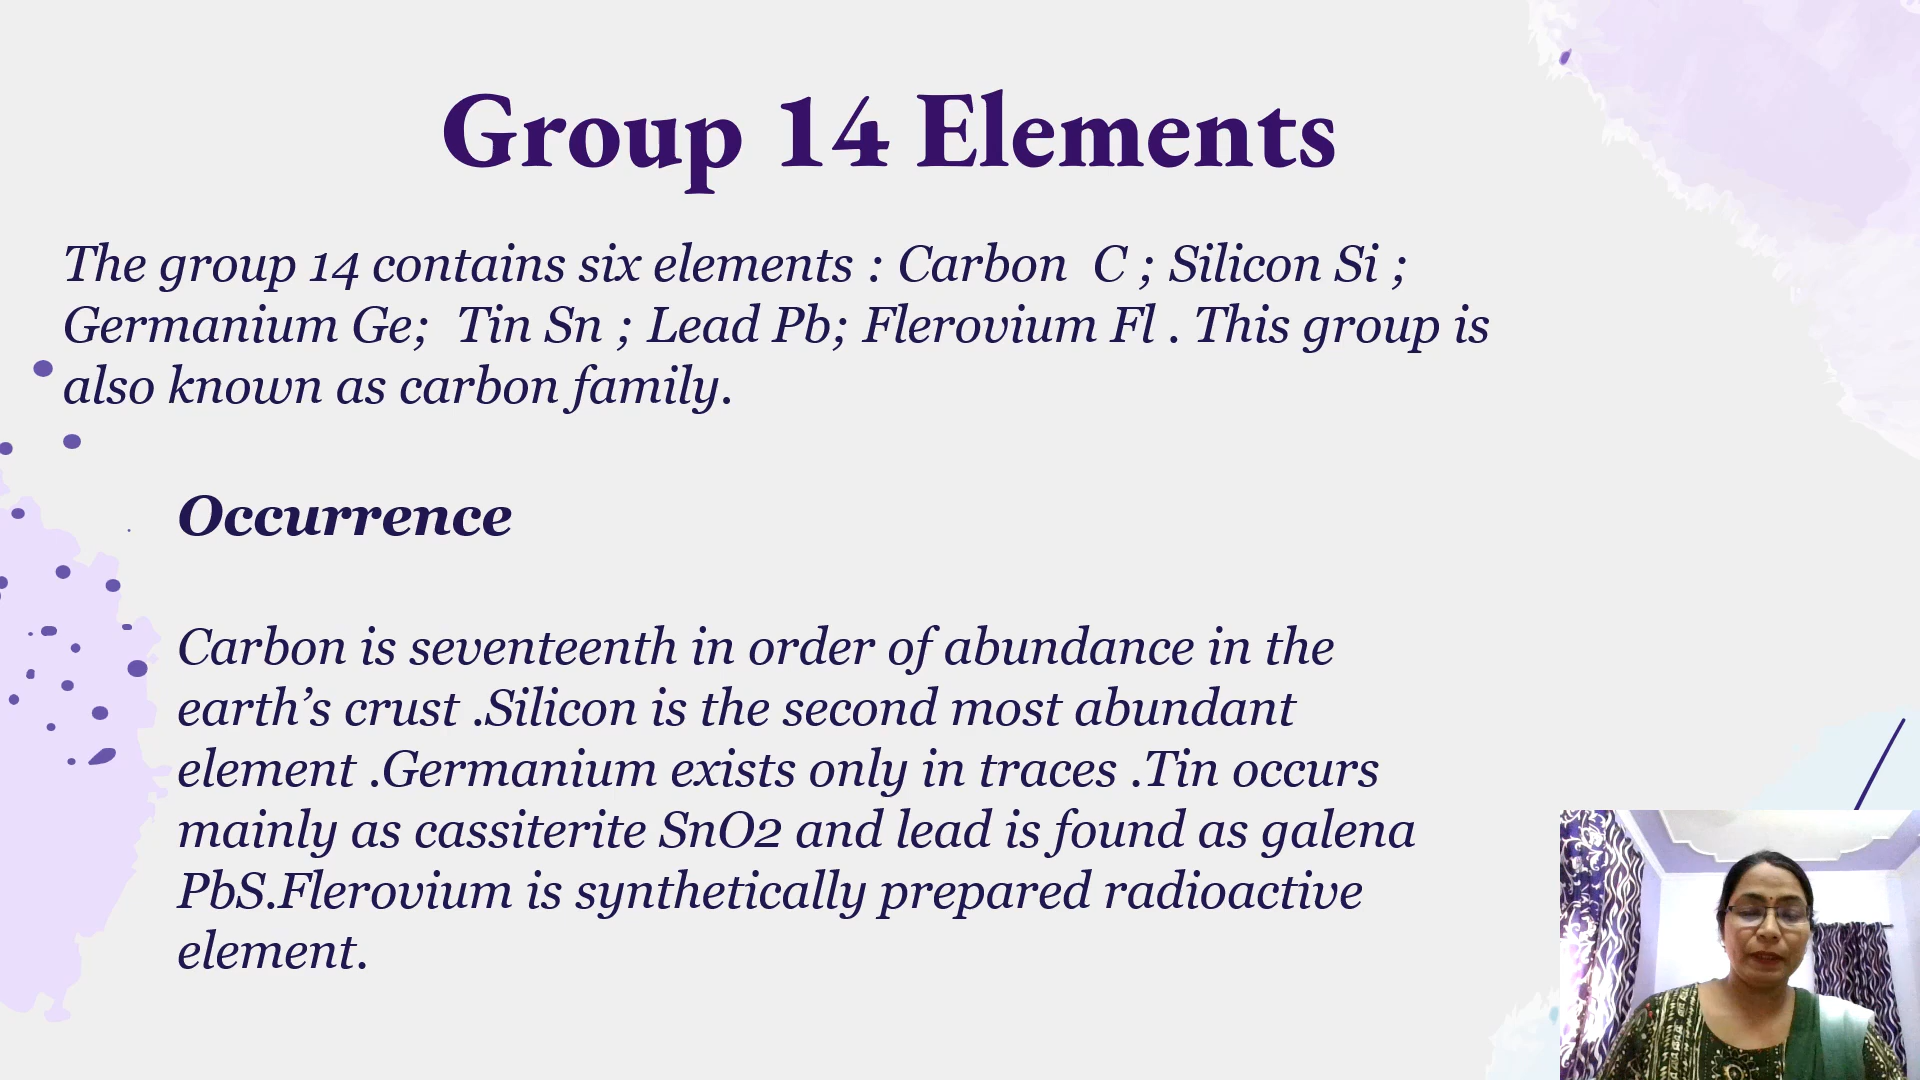 Group 14 Elements
The group 14 contains six elements : Carbon  C ; Silicon Si ;
Germanium Ge;  Tin Sn ; Lead Pb; Flerovium Fl . This group is
also known as carbon family.
Occurrence
Carbon is seventeenth in order of abundance in the
earth’s crust .Silicon is the second most abundant
element .Germanium exists only in traces .Tin occurs
mainly as cassiterite SnO2 and lead is found as galena
PbS.Flerovium is synthetically prepared radioactive
element.